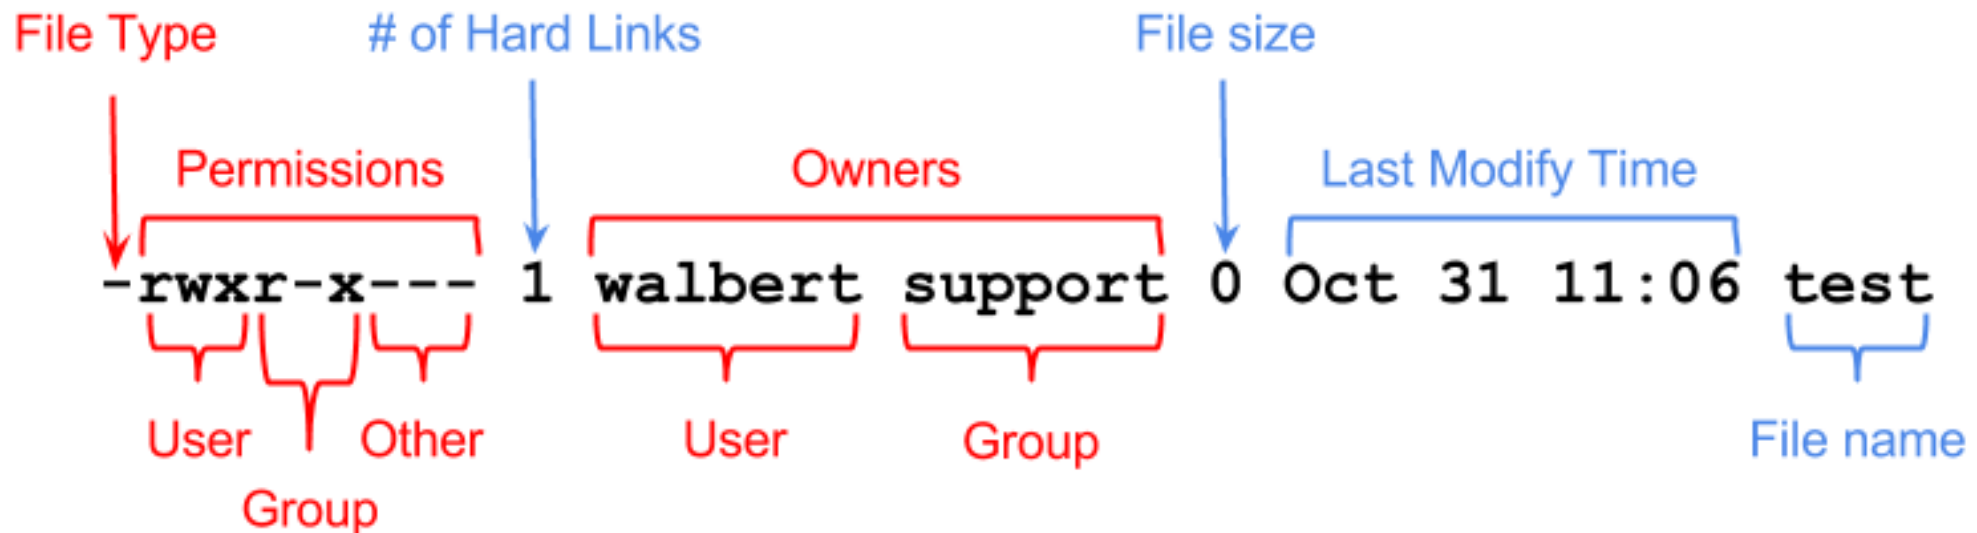 File Type # of Hard Links File size
Permissions Owners Last Modify Time
-rwxr-x--- 1 walbert support 0 Oct 31 11:06 test
User Other User Group File name
Group